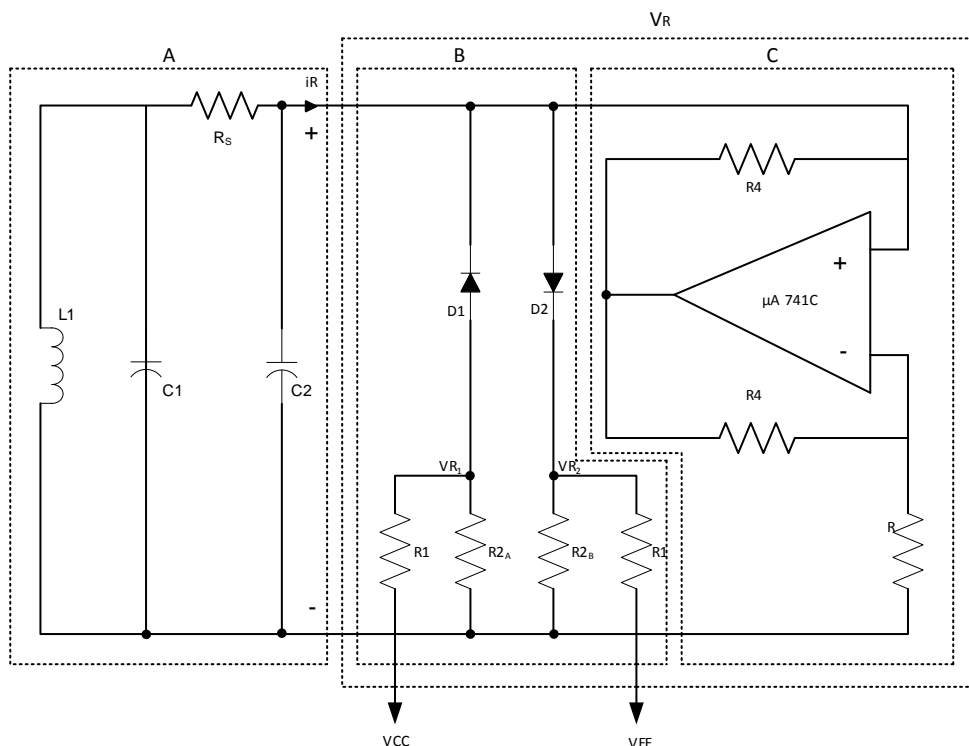 VR
A
B
C
iR
+
RS
R4
+
µA 741C
-
D1
D2
L1
C1
C2
R4
VR1
VR2
R1
R2A
R2B
R1
R
-
VCC
VEE